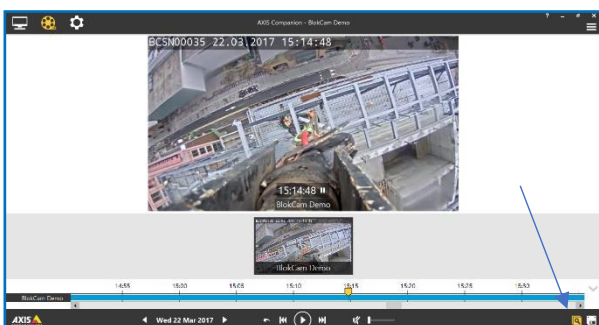 AXIS Companion - BlokCam Demo
BCSN00035 22.03.2017 15:14:48
15:14:48
BlokCam Demo
BlokCam Demo
14:55 15:00 15:05 15:10 15:15 15:20 15:25 15:30
BlokCam Demo
AXIS Wed 22 Mar 2017